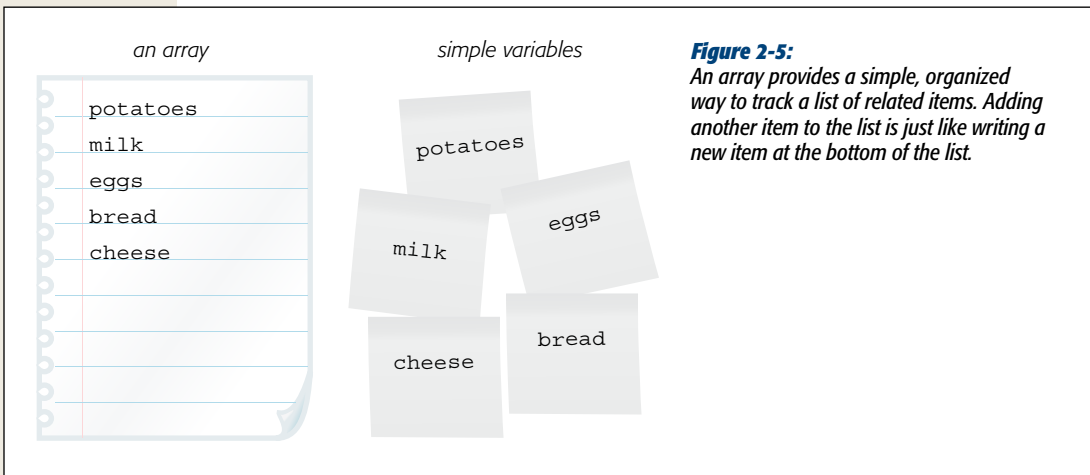 an array
potatoes
milk
eggs
bread
cheese
simple variables
potatoes
eggs
milk
bread
cheese
Figure 2-5:
An array provides a simple, organized
way to track a list of related items. Adding
another item to the list is just like writing a
new item at the bottom of the list.